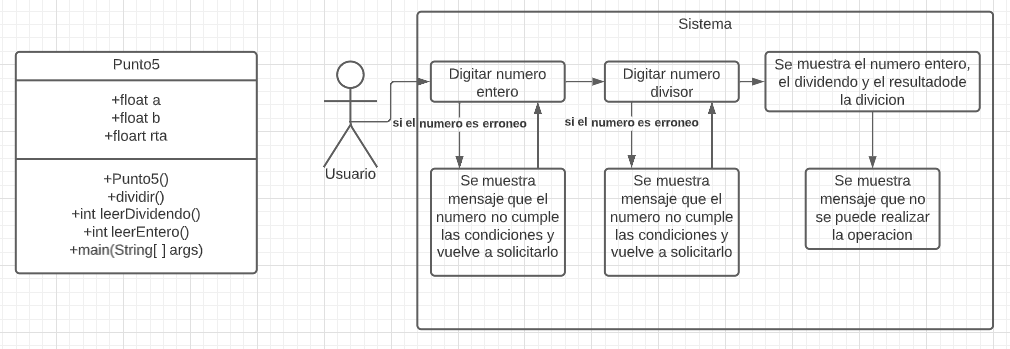 Punto5
+float a
+float b
+floart rta
+Punto5()
+dividir()
+int leerDividendo()
+int leerEntero()
+main(String[ ] args)
Usuario
Sistema
Digitar numero
entero
si el numero es erroneo
Se muestra
mensaje que el
numero no cumple
las condiciones y
vuelve a solicitarlo
Digitar numero
divisor
si el numero es erroneo
Se muestra
mensaje que el
numero no cumple
las condiciones y
vuelve a solicitarlo
Se muestra el numero entero,
el dividendo y el resultadode
la divicion
Se muestra
mensaje que no
se puede realizar
la operacion